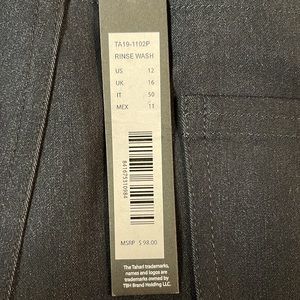 TA19-1102P
RINSE WASH
US 12
UK 16
IT 50
MEX 11
MSRP $ 98.00
The Tahari trademarks,
names and logos are
trademarks owned by
TBH Brand Holding LLC.